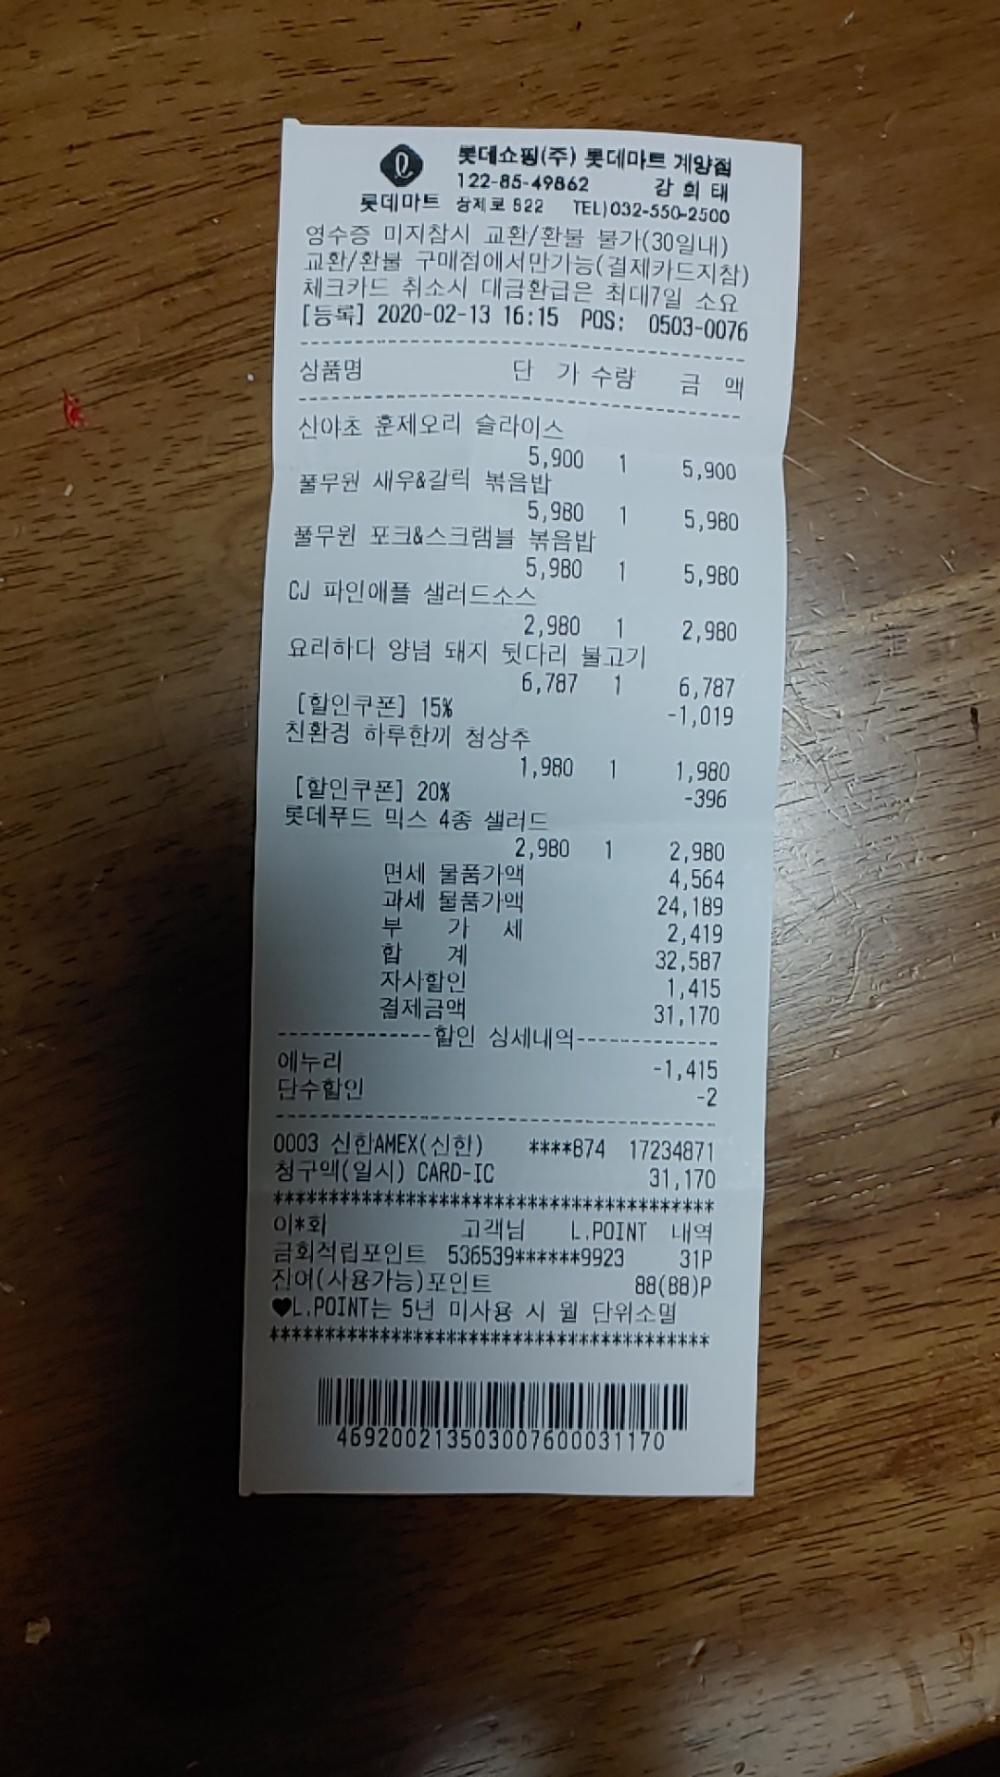 롯데쇼핑(주) 롯데마트 계양점
122-85-49862 강 희 태
롯데마트 장제로 822 TEL)032-550-2500
영수증 미지참시 교환/환불 불가(30일내)
교환/환불 구매점에서만가능(결제카드지참)
체크카드 취소시 대금환급은 최대7일 소요
[등록] 2020-02-13 16:15 POS: 0503-0076
상품명 단 가 수량 금 액
산야초 훈제오리 슬라이스
5,900 1 5,900
풀무원 새우&갈릭 볶음밥
5,980 1 5,980
풀무원 포크&스크램블 볶음밥
5,980 1 5,980
CJ 파인애플 샐러드소스
2,980 1 2,980
요리하다 양념 돼지 뒷다리 불고기
6,787 1 6,787
[할인쿠폰] 15% -1,019
친환경 하루한끼 청상추
1,980 1 1,980
[할인쿠폰] 20% -396
롯데푸드 믹스 4종 샐러드
2,980 1 2,980
면세 물품가액 4,564
과세 물품가액 24,189
부 가 세 2,419
합 계 32,587
자사할인 1,415
결제금액 31,170
-------------할인 상세내역-------------
에누리 -1,415
단수할인 -2
0003 신한AMEX(신한) ****874 17234871
청구액(일시) CARD-IC 31,170
****************************************
이*화 고객님 L.POINT 내역
금회적립포인트 536539******9923 31P
잔여(사용가능)포인트 88(88)P
♥L.POINT는 5년 미사용 시 월 단위소멸
****************************************
469200213503007600031170